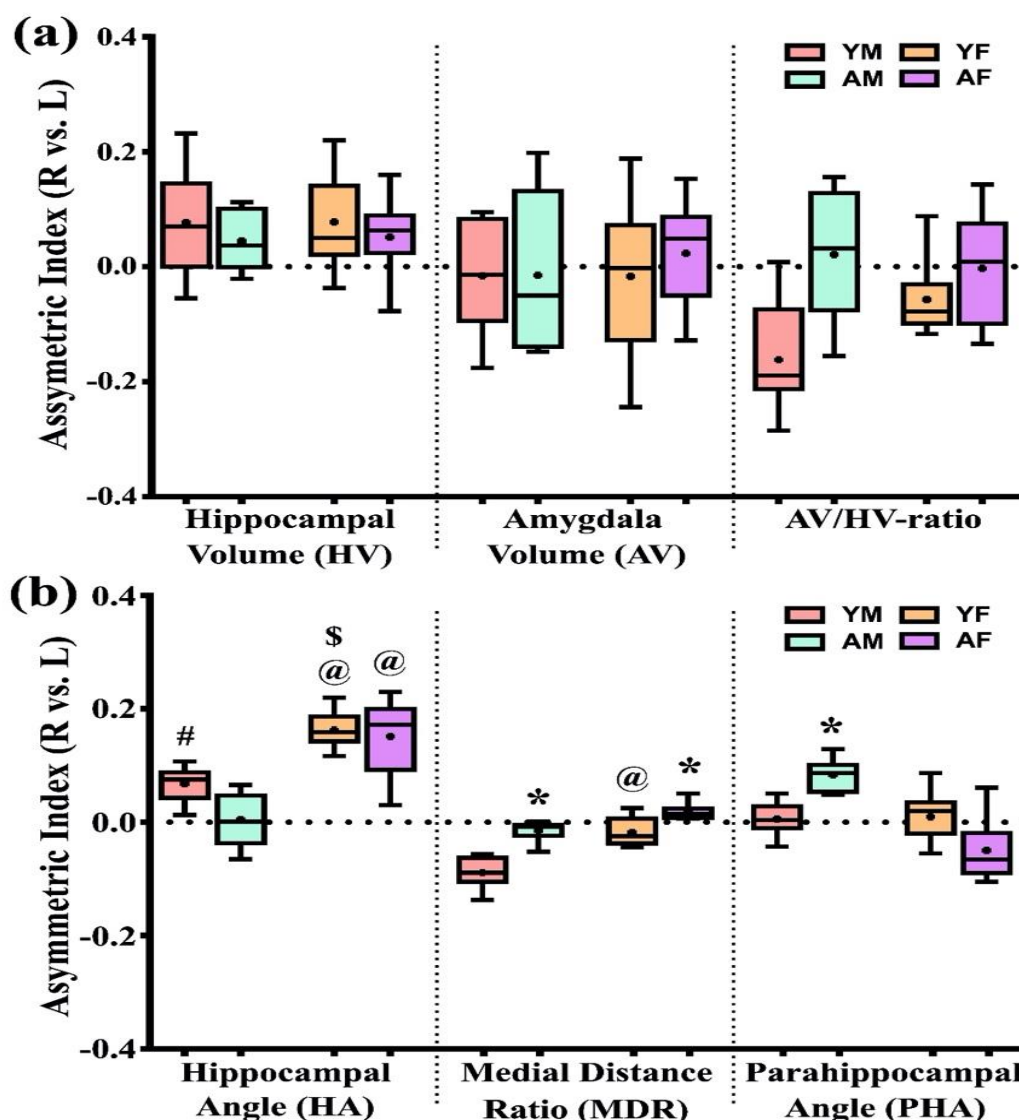 (a)
Assymetric Index (R vs. L)
0.4
0.2
0.0
-0.2
-0.4
YM YF
AM AF
Hippocampal
Volume (HV)
Amygdala
Volume (AV)
AV/HV-ratio
(b)
Asymmetric Index (R vs. L)
0.4
0.2
0.0
-0.2
-0.4
YM YF
AM AF
#
$
@
@
*
@
*
*
Hippocampal
Angle (HA)
Medial Distance
Ratio (MDR)
Parahippocampal
Angle (PHA)